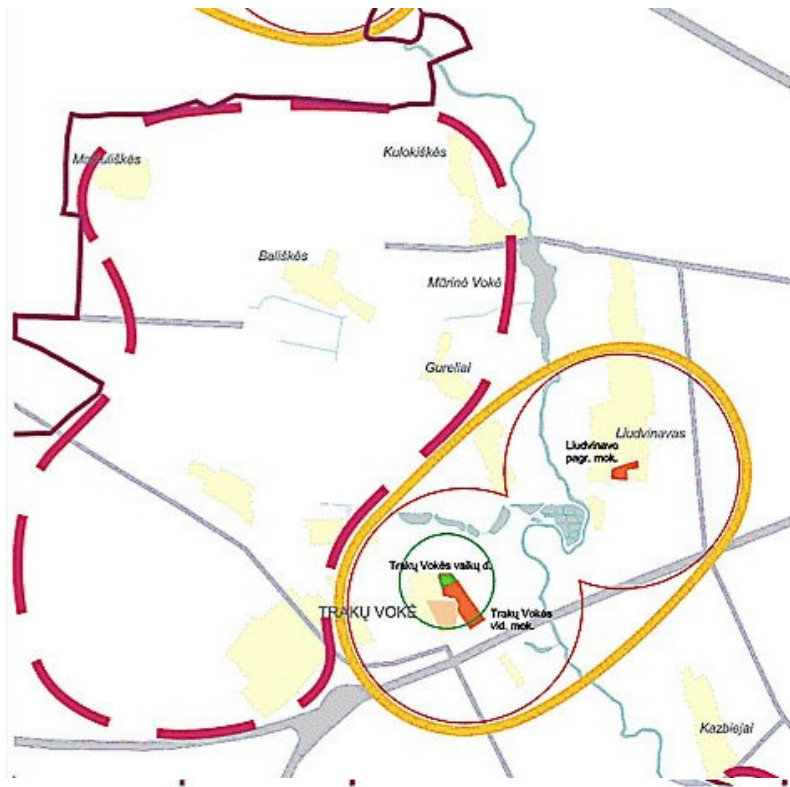 Kulokiškės
Bališkės
Mūrinė Vokė
Gureliai
Liudvinavas
Liudvinavo
pagr. mok.
Trakų Vokės vaikų d.
TRAKŲ VOKĖ
Trakų Vokės
vid. mok.
Kazbiejai